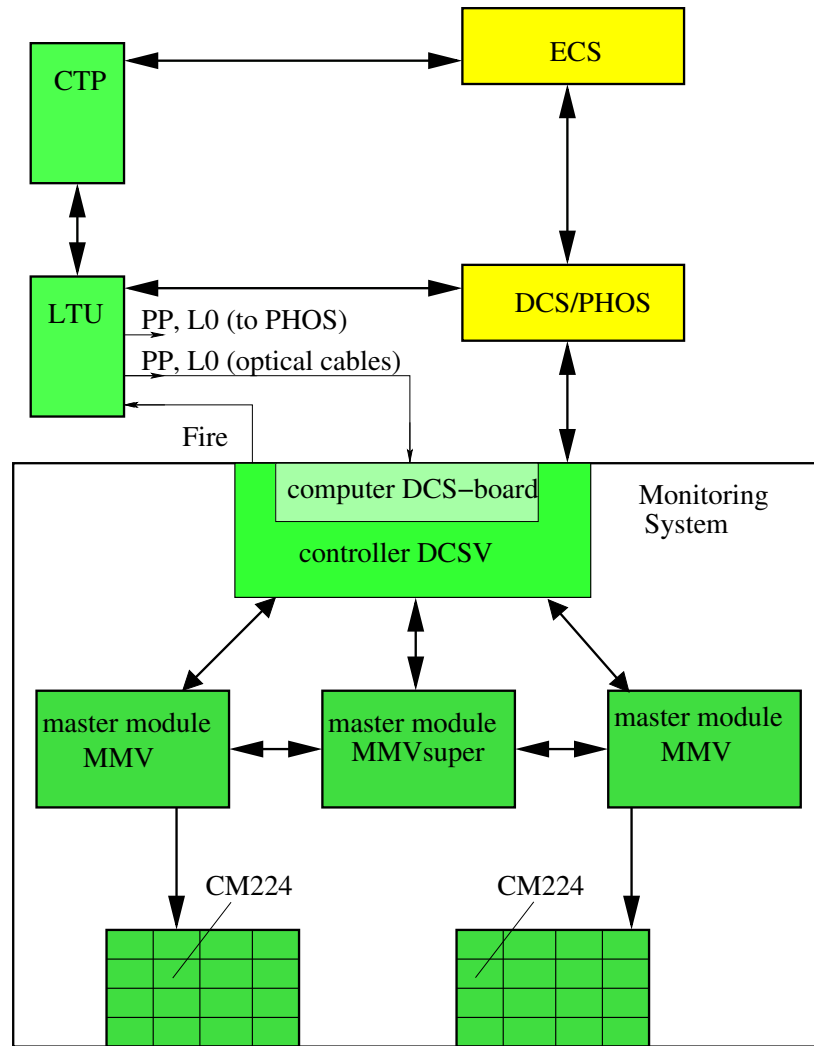 ECS
CTP
DCS/PHOS
LTU
PP, L0 (to PHOS)
PP, L0 (optical cables)
Fire
computer DCS−board
controller DCSV
Monitoring
System
master module
MMV
master module
MMVsuper
master module
MMV
CM224
CM224